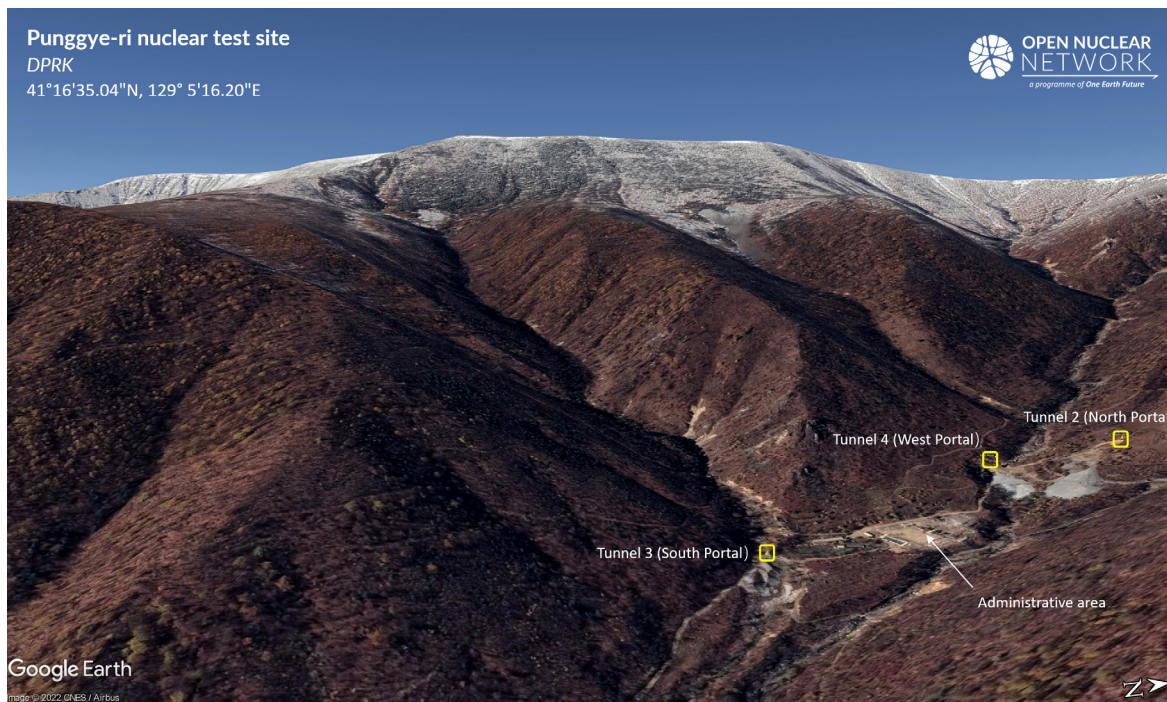 Punggye-ri nuclear test site
DPRK
41°16'35.04"N, 129° 5'16.20"E
OPEN NUCLEAR
NETWORK
a programme of One Earth Future
Tunnel 2 (North Porta
Tunnel 4 (West Portal)
Tunnel 3 (South Portal)
Administrative area
Google Earth
Image © 2022 CNES / Airbus
N